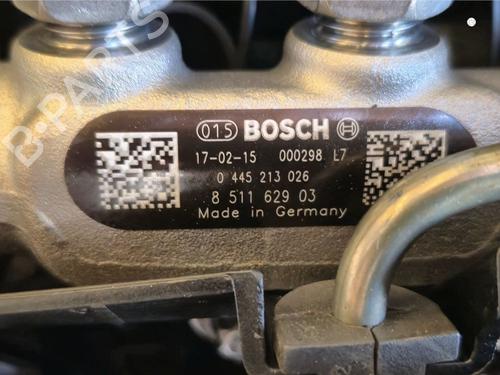 B-PARTS
015 BOSCH
17-02-15 000298 L7
0 445 213 026
8 511 629 03
Made in Germany